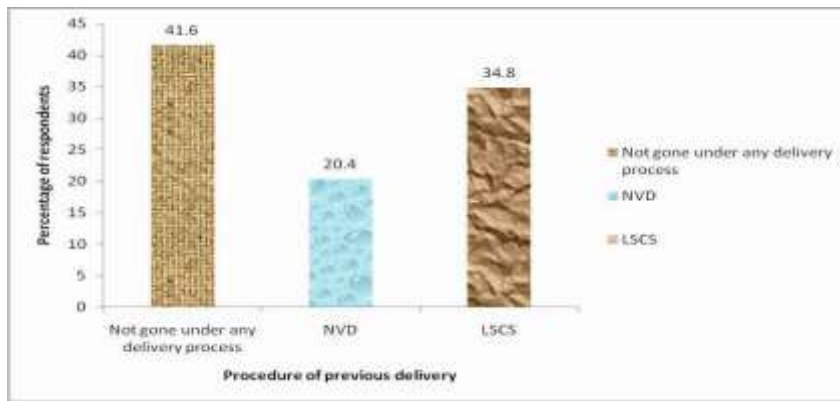 45
40
35
30
25
20
15
10
5
0
Percentage of respondents
41.6
20.4
34.8
Not gone under any
delivery process
NVD
LSCS
Procedure of previous delivery
Not gone under any delivery
process
NVD
LSCS